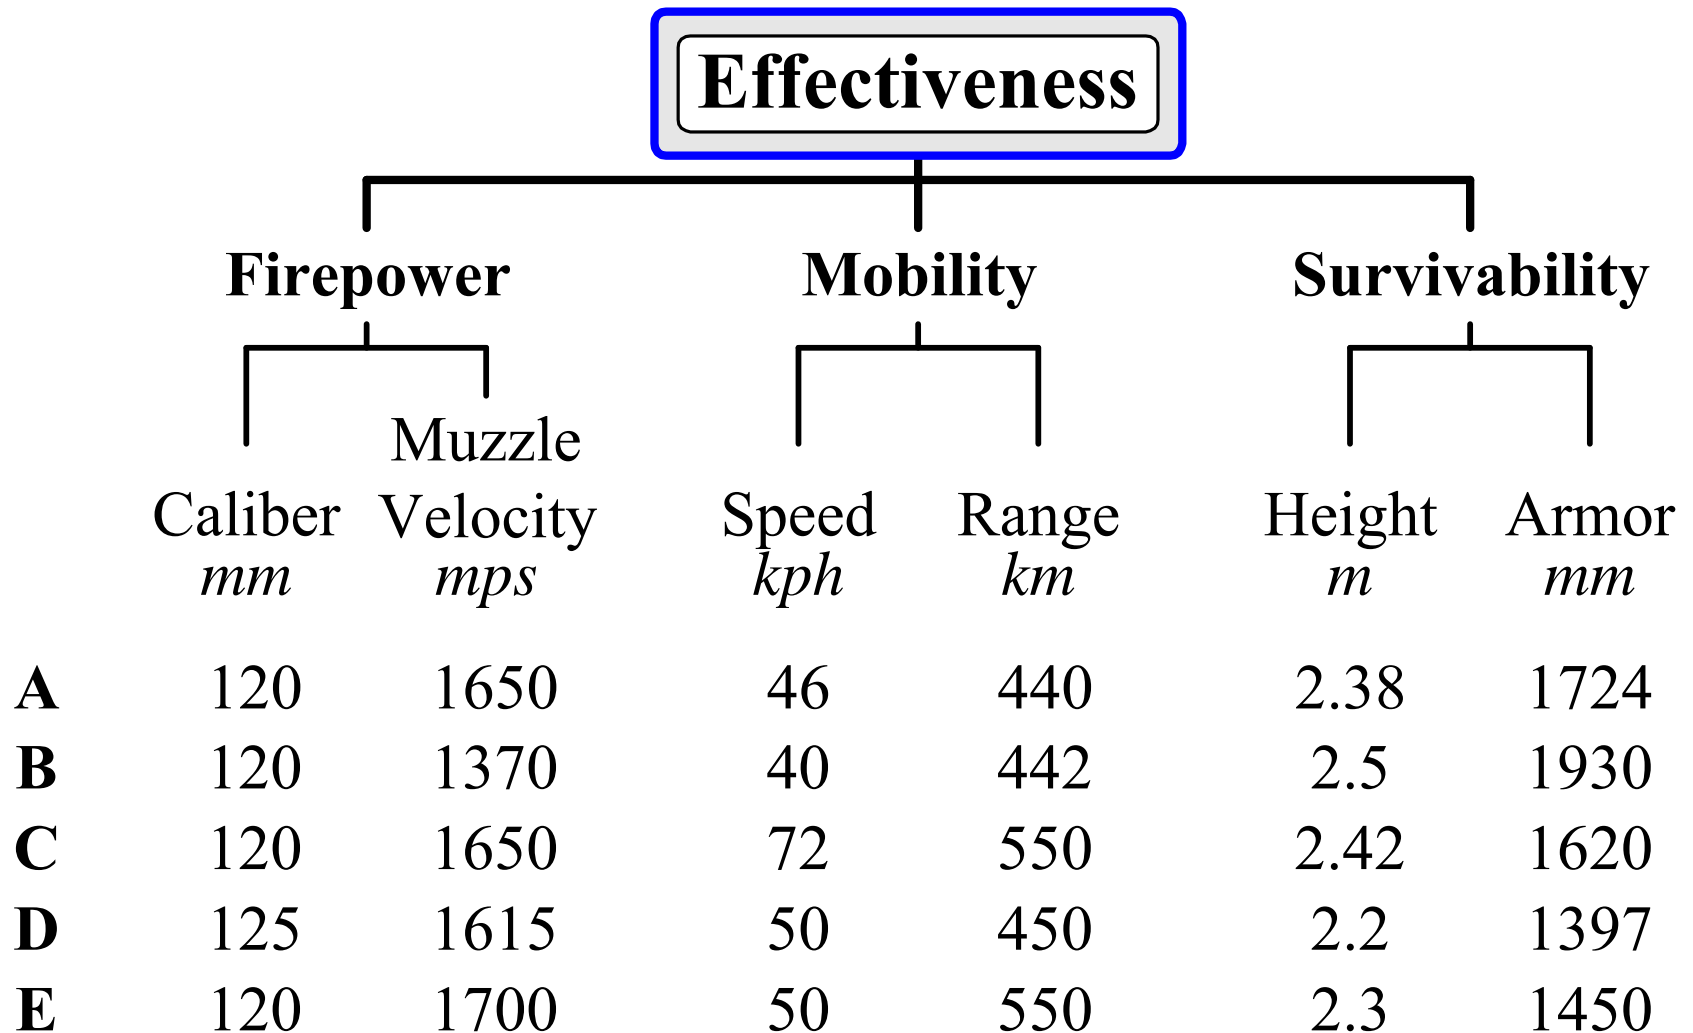 Effectiveness
Firepower Mobility Survivability
Muzzle
Caliber Velocity Speed Range Height Armor
mm mps kph km m mm
A 120 1650 46 440 2.38 1724
B 120 1370 40 442 2.5 1930
C 120 1650 72 550 2.42 1620
D 125 1615 50 450 2.2 1397
E 120 1700 50 550 2.3 1450